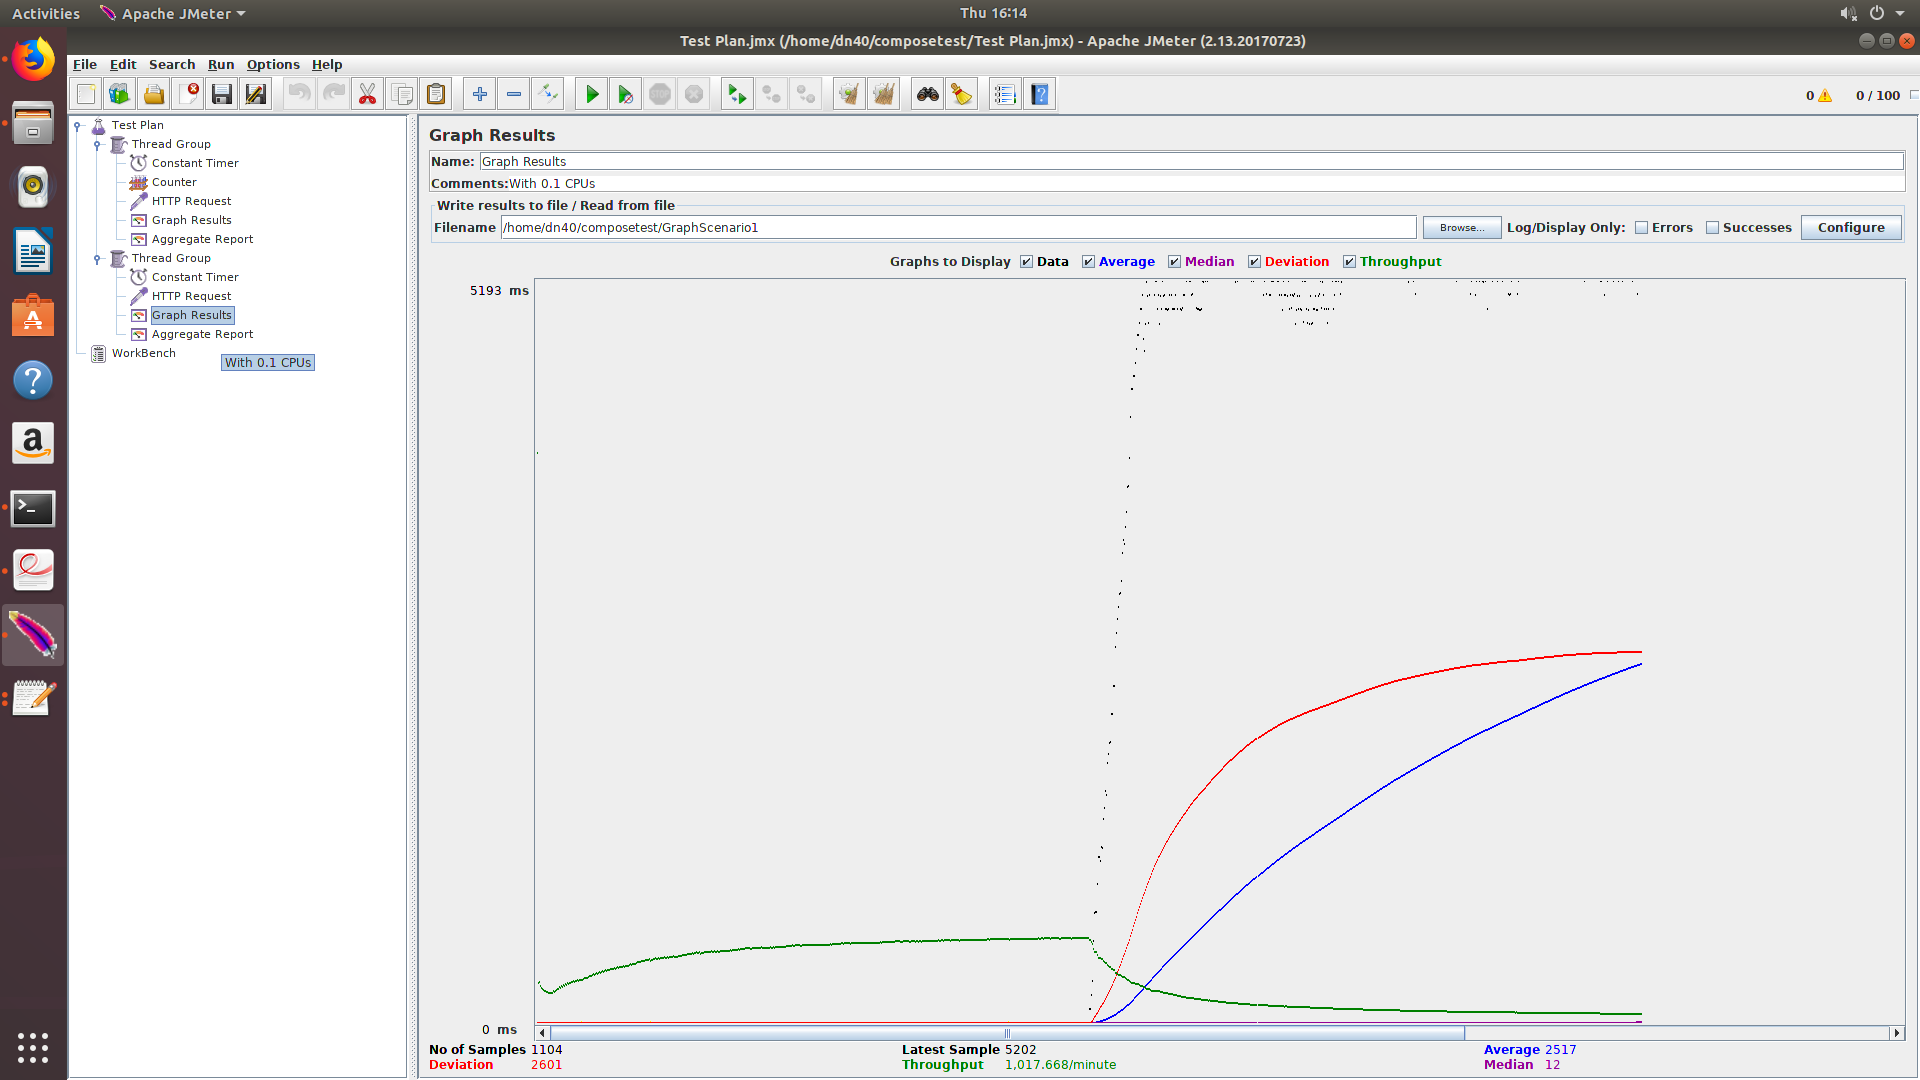 Activities Apache JMeter Thu 16:14
Test Plan.jmx (/home/dn40/composetest/Test Plan.jmx) - Apache JMeter (2.13.20170723)
File Edit Search Run Options Help
0 0 / 100
Test Plan
Thread Group
Constant Timer
Counter
HTTP Request
Graph Results
Aggregate Report
Thread Group
Constant Timer
HTTP Request
Graph Results
Aggregate Report
WorkBench
With 0.1 CPUs
Graph Results
Name: Graph Results
Comments: With 0.1 CPUs
Write results to file / Read from file
Filename /home/dn40/composetest/GraphScenario1 Browse... Log/Display Only: Errors Successes Configure
Graphs to Display Data Average Median Deviation Throughput
5193 ms
0 ms
No of Samples 1104 Latest Sample 5202 Average 2517
Deviation 2601 Throughput 1,017.668/minute Median 12